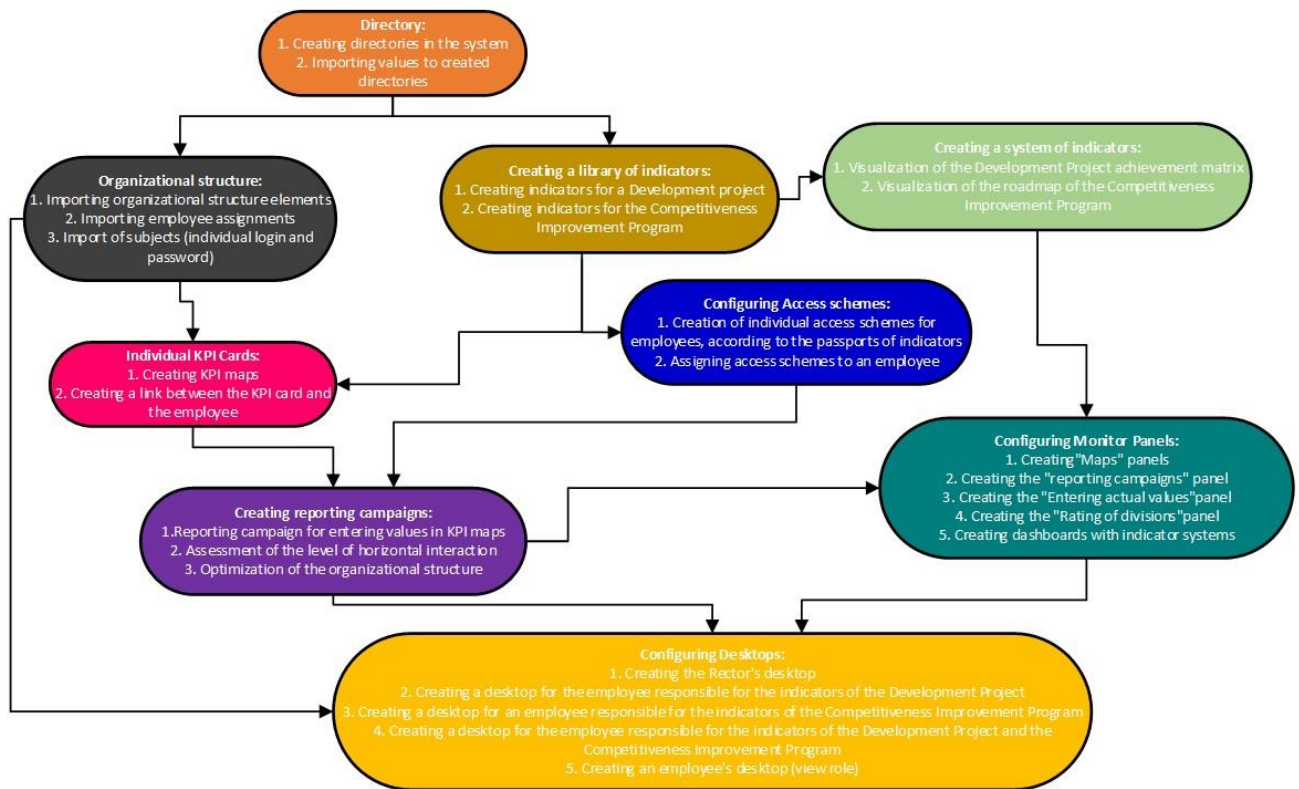 Directory:
1. Creating directories in the system
2. Importing values to created
directories
Organizational structure:
1. Importing organizational structure elements
2. Importing employee assignments
3. Import of subjects (individual login and
password)
Creating a library of indicators:
1. Creating indicators for a Development project
2. Creating indicators for the Competitiveness
Improvement Program
Creating a system of indicators:
1. Visualization of the Development Project achievement matrix
2. Visualization of the roadmap of the Competitiveness
Improvement Program
Configuring Access schemes:
1. Creation of individual access schemes for
employees, according to the passports of indicators
2. Assigning access schemes to an employee
Individual KPI Cards:
1. Creating KPI maps
2. Creating a link between the KPI card and
the employee
Configuring Monitor Panels:
1. Creating"Maps" panels
2. Creating the "reporting campaigns" panel
3. Creating the "Entering actual values"panel
4. Creating the "Rating of divisions"panel
5. Creating dashboards with indicator systems
Creating reporting campaigns:
1.Reporting campaign for entering values in KPI maps
2. Assessment of the level of horizontal interaction
3. Optimization of the organizational structure
Configuring Desktops:
1. Creating the Rector's desktop
2. Creating a desktop for the employee responsible for the indicators of the Development Project
3. Creating a desktop for an employee responsible for the indicators of the Competitiveness Improvement Program
4. Creating a desktop for the employee responsible for the indicators of the Development Project and the
Competitiveness Improvement Program
5. Creating an employee's desktop (view role)